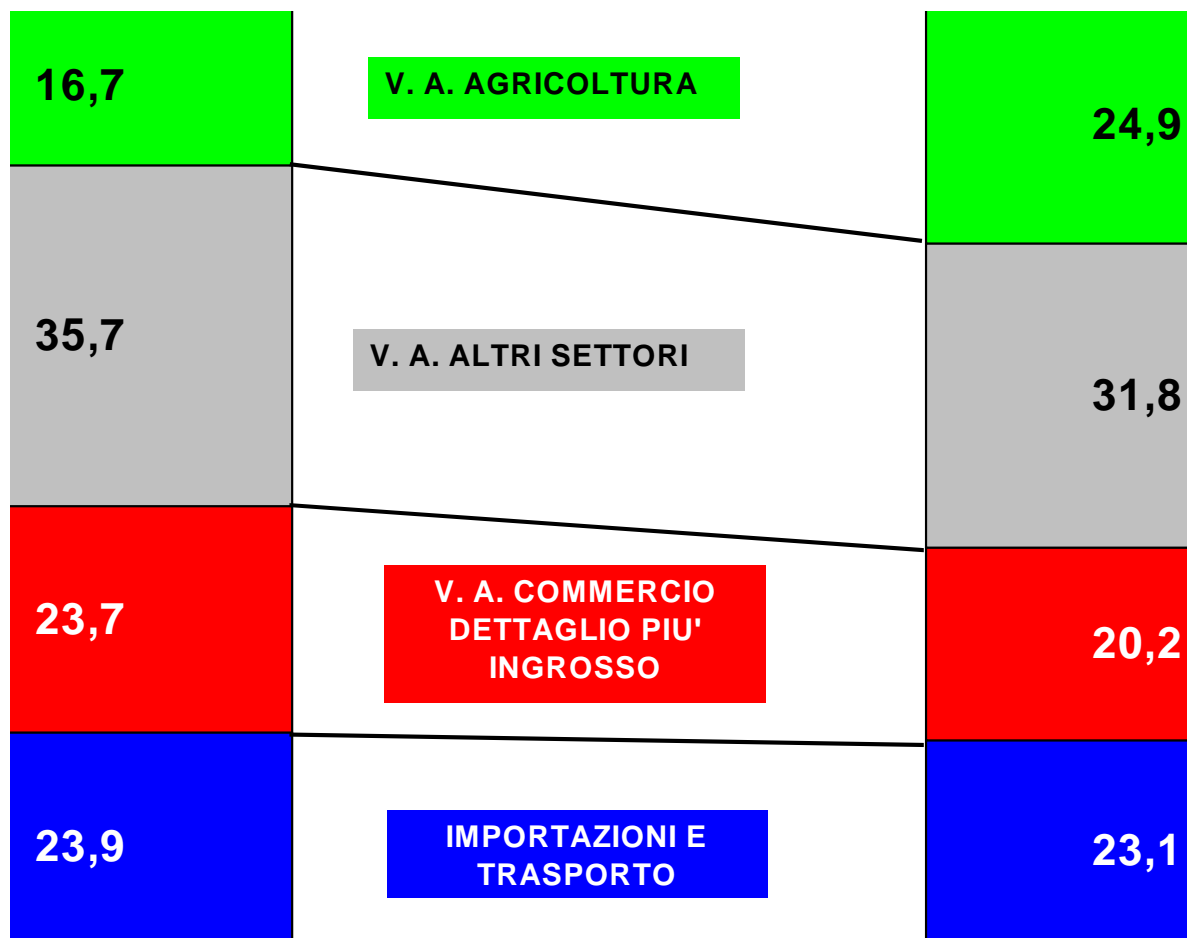 16,7
V. A. AGRICOLTURA
24,9
35,7
V. A. ALTRI SETTORI
31,8
23,7
V. A. COMMERCIO
DETTAGLIO PIU'
INGROSSO
20,2
23,9
IMPORTAZIONI E
TRASPORTO
23,1